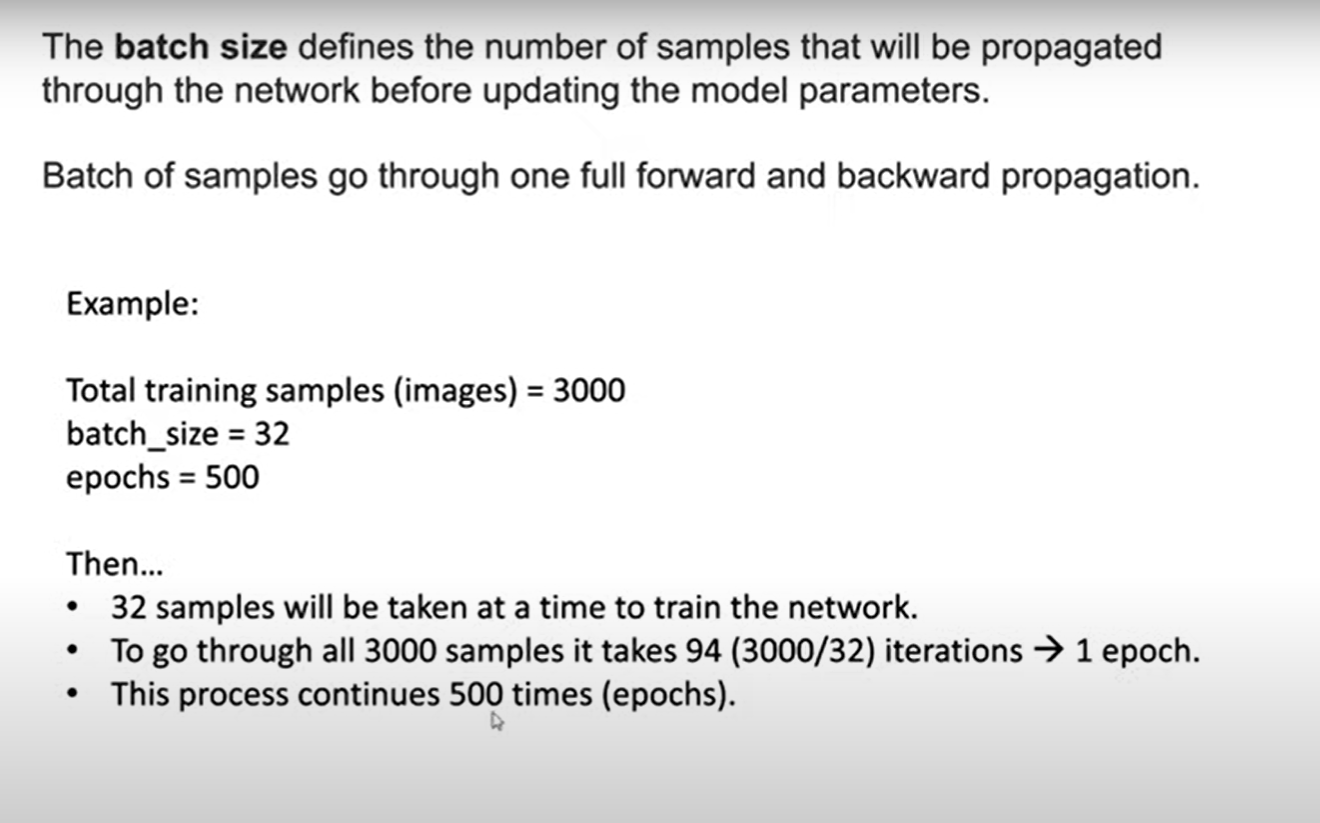 The batch size defines the number of samples that will be propagated
through the network before updating the model parameters.
Batch of samples go through one full forward and backward propagation.
Example:
Total training samples (images) = 3000
batch_size = 32
epochs = 500
Then...
• 32 samples will be taken at a time to train the network.
• To go through all 3000 samples it takes 94 (3000/32) iterations → 1 epoch.
• This process continues 500 times (epochs).